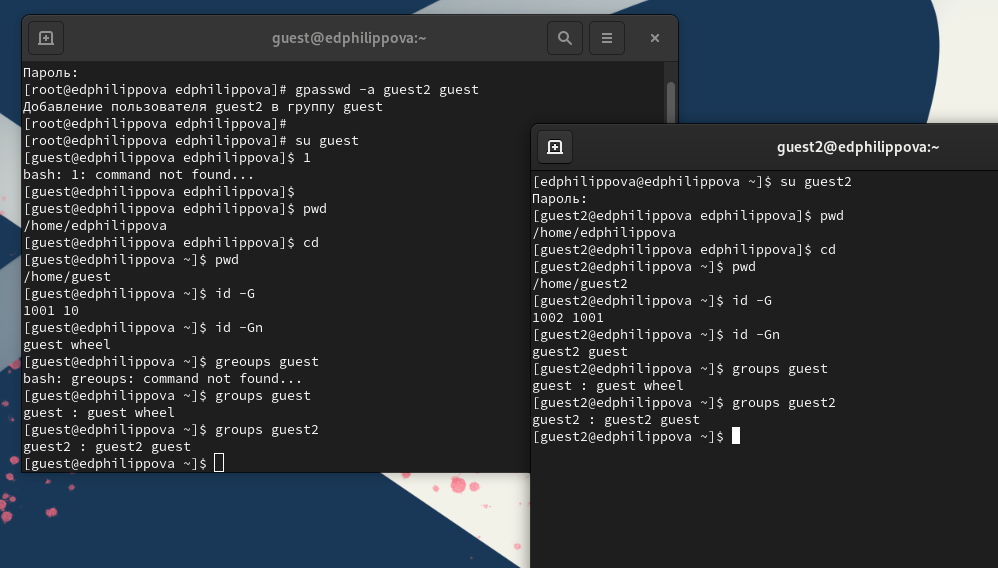 guest@edphilippova:~
Пароль:
[root@edphilippova edphilippova]# gpasswd -a guest2 guest
Добавление пользователя guest2 в группу guest
[root@edphilippova edphilippova]#
[root@edphilippova edphilippova]# su guest
[guest@edphilippova edphilippova]$ 1
bash: 1: command not found...
[guest@edphilippova edphilippova]$
[guest@edphilippova edphilippova]$ pwd
/home/edphilippova
[guest@edphilippova edphilippova]$ cd
[guest@edphilippova ~]$ pwd
/home/guest
[guest@edphilippova ~]$ id -G
1001 10
[guest@edphilippova ~]$ id -Gn
guest wheel
[guest@edphilippova ~]$ greoups guest
bash: greoups: command not found...
[guest@edphilippova ~]$ groups guest
guest : guest wheel
[guest@edphilippova ~]$ groups guest2
guest2 : guest2 guest
[guest@edphilippova ~]$
guest2@edphilippova:~
[edphilippova@edphilippova ~]$ su guest2
Пароль:
[guest2@edphilippova edphilippova]$ pwd
/home/edphilippova
[guest2@edphilippova edphilippova]$ cd
[guest2@edphilippova ~]$ pwd
/home/guest2
[guest2@edphilippova ~]$ id -G
1002 1001
[guest2@edphilippova ~]$ id -Gn
guest2 guest
[guest2@edphilippova ~]$ groups guest
guest : guest wheel
[guest2@edphilippova ~]$ groups guest2
guest2 : guest2 guest
[guest2@edphilippova ~]$